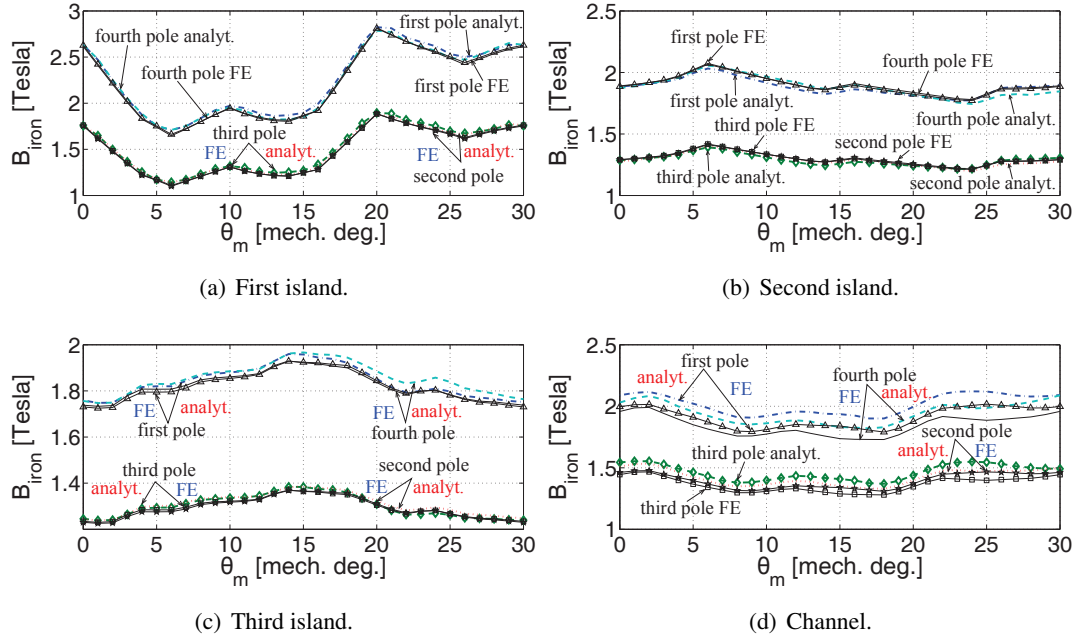 3
2.5
2
1.5
1
B_iron [Tesla]
fourth pole analyt.
fourth pole FE
first pole analyt.
first pole FE
third pole
FE
analyt.
FE
analyt.
second pole
0 5 10 15 20 25 30
θ_m [mech. deg.]
(a) First island.
2.5
2
1.5
1
B_iron [Tesla]
first pole FE
first pole analyt.
fourth pole FE
fourth pole analyt.
third pole FE
second pole FE
third pole analyt.
second pole analyt.
0 5 10 15 20 25 30
θ_m [mech. deg.]
(b) Second island.
2
1.8
1.6
1.4
B_iron [Tesla]
FE
analyt.
first pole
FE
analyt.
fourth pole
third pole
analyt.
FE
second pole
FE
analyt.
0 5 10 15 20 25 30
θ_m [mech. deg.]
(c) Third island.
2.5
2
1.5
1
B_iron [Tesla]
first pole
analyt.
FE
fourth pole
FE
analyt.
second pole
analyt.
FE
third pole analyt.
third pole FE
0 5 10 15 20 25 30
θ_m [mech. deg.]
(d) Channel.